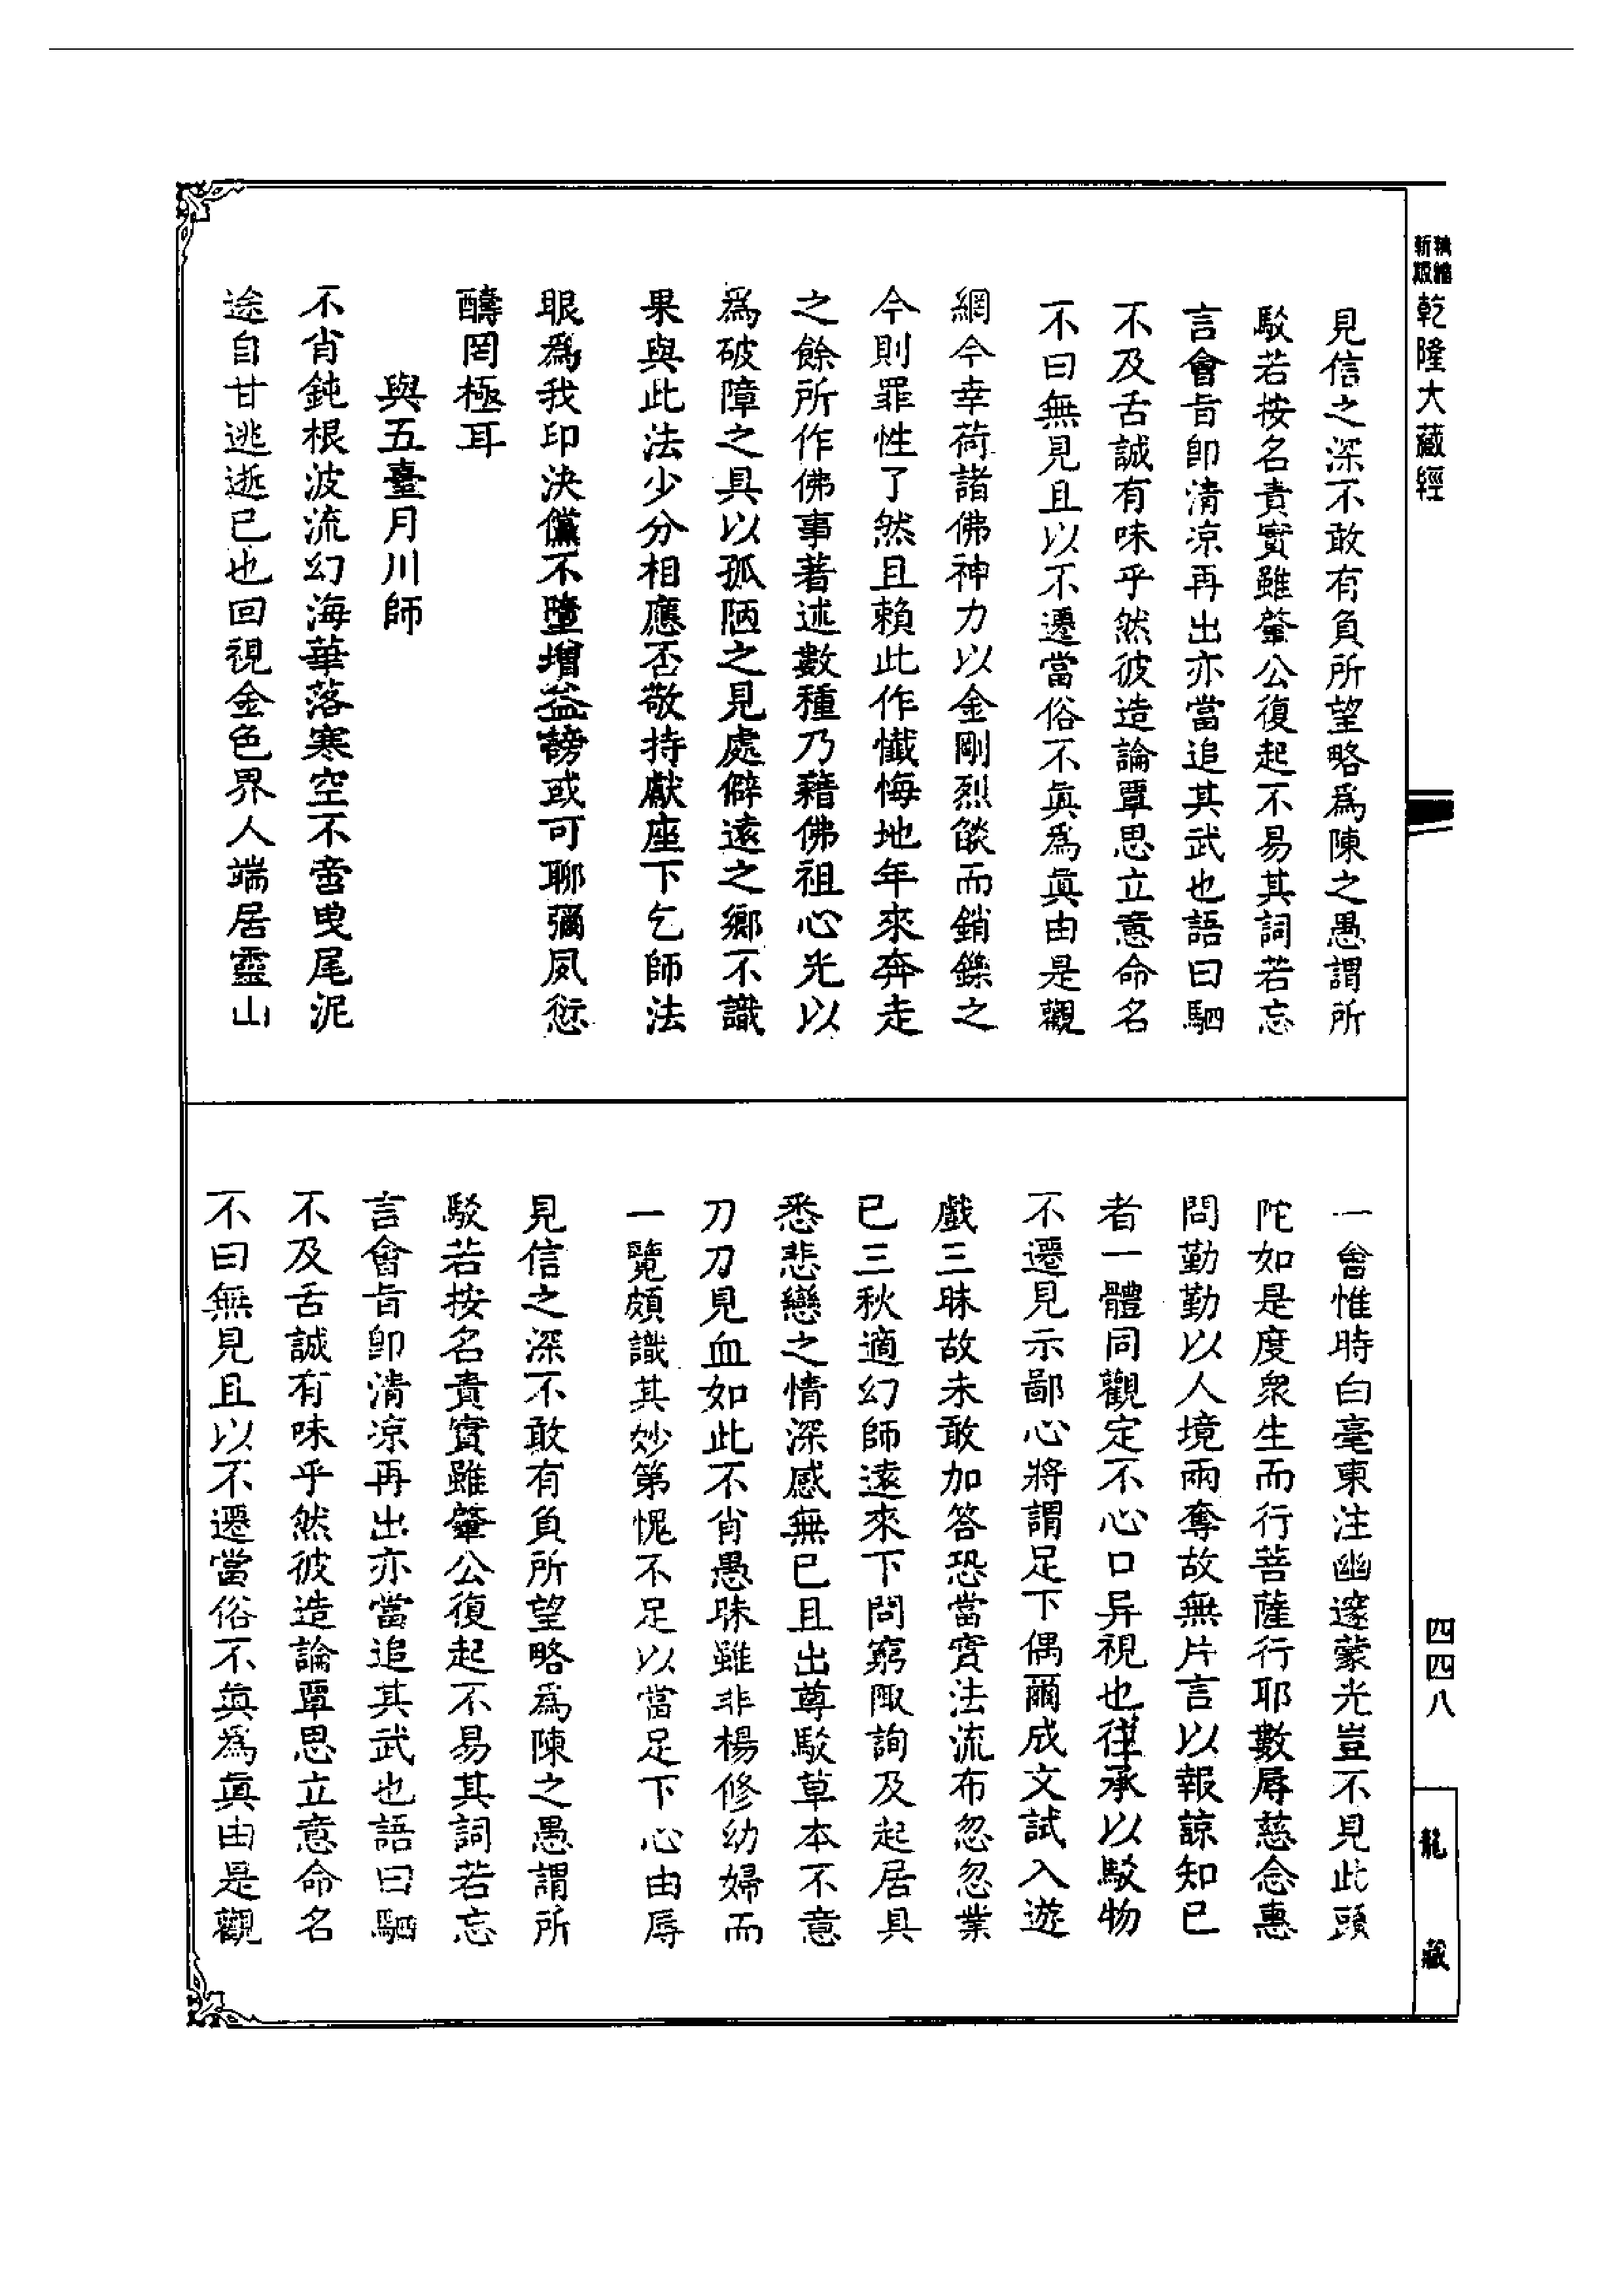 精縮
新版
乾隆大藏經
見信之深不敢有負所望略爲陳之愚謂所
駁若按名責實雖肇公復起不易其詞若忘
言會旨卽清凉再出亦當追其武也語曰駟
不及舌誠有味乎然彼造論覃思立意命名
不曰無見且以不遷當俗不眞爲眞由是觀
網今幸荷諸佛神力以金剛烈燄而銷鑠之
今則罪性了然且賴此作懺悔地年來奔走
之餘所作佛事著述數種乃藉佛祖心光以
爲破障之具以孤陋之見處僻遠之鄉不識
果與此法少分相應否敬持獻座下乞師法
眼爲我印決儻不墮增益謗或可聊彌夙愆
醻罔極耳
與五臺月川師
不肖鈍根波流幻海華落寒空不啻曳尾泥
途自甘逃逝已也回視金色界人端居靈山
一會惟時白毫東注幽邃蒙光豈不見此頭
陀如是度衆生而行菩薩行耶數辱慈念惠
問勤勤以人境兩奪故無片言以報諒知已
者一體同觀定不心口异視也往承以駁物
不遷見示鄙心將謂足下偶爾成文試入遊
戲三昧故未敢加答恐當實法流布忽忽業
已三秋適幻師遠來下問窮陬詢及起居具
悉悲戀之情深感無已且出尊駁草本不意
刀刀見血如此不肖愚昧雖非楊修幼婦而
一覽頗識其妙第愧不足以當足下心由辱
見信之深不敢有負所望略爲陳之愚謂所
駁若按名責實雖肇公復起不易其詞若忘
言會旨卽清凉再出亦當追其武也語曰駟
不及舌誠有味乎然彼造論覃思立意命名
不曰無見且以不遷當俗不眞爲眞由是觀
四四八
龍藏